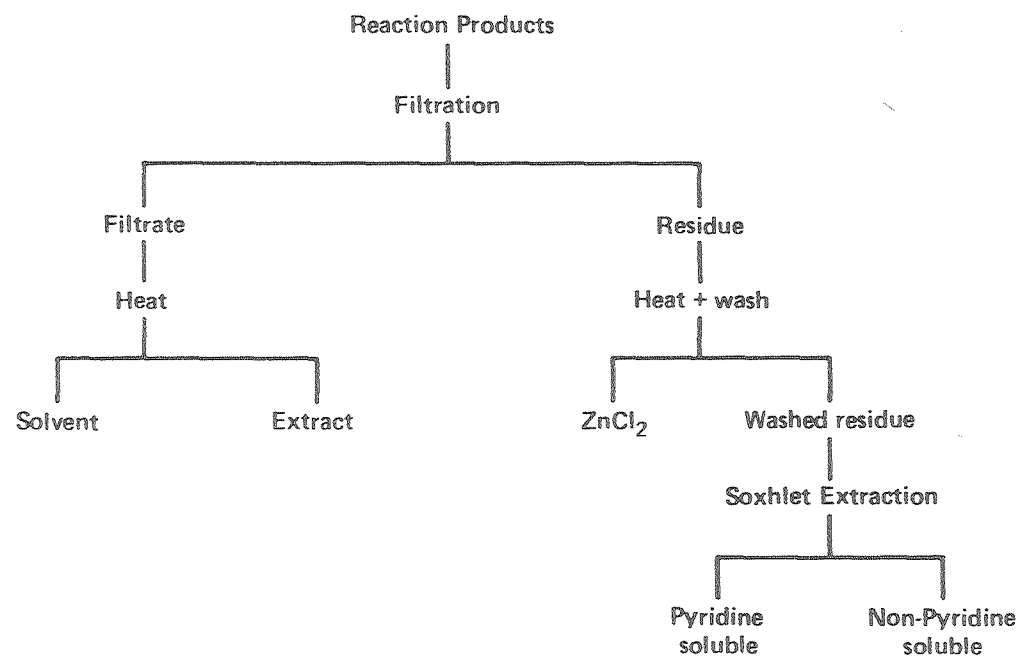 Reaction Products
Filtration
Filtrate
Residue
Heat
Heat + wash
Solvent
Extract
ZnCl₂
Washed residue
Soxhlet Extraction
Pyridine
soluble
Non-Pyridine
soluble